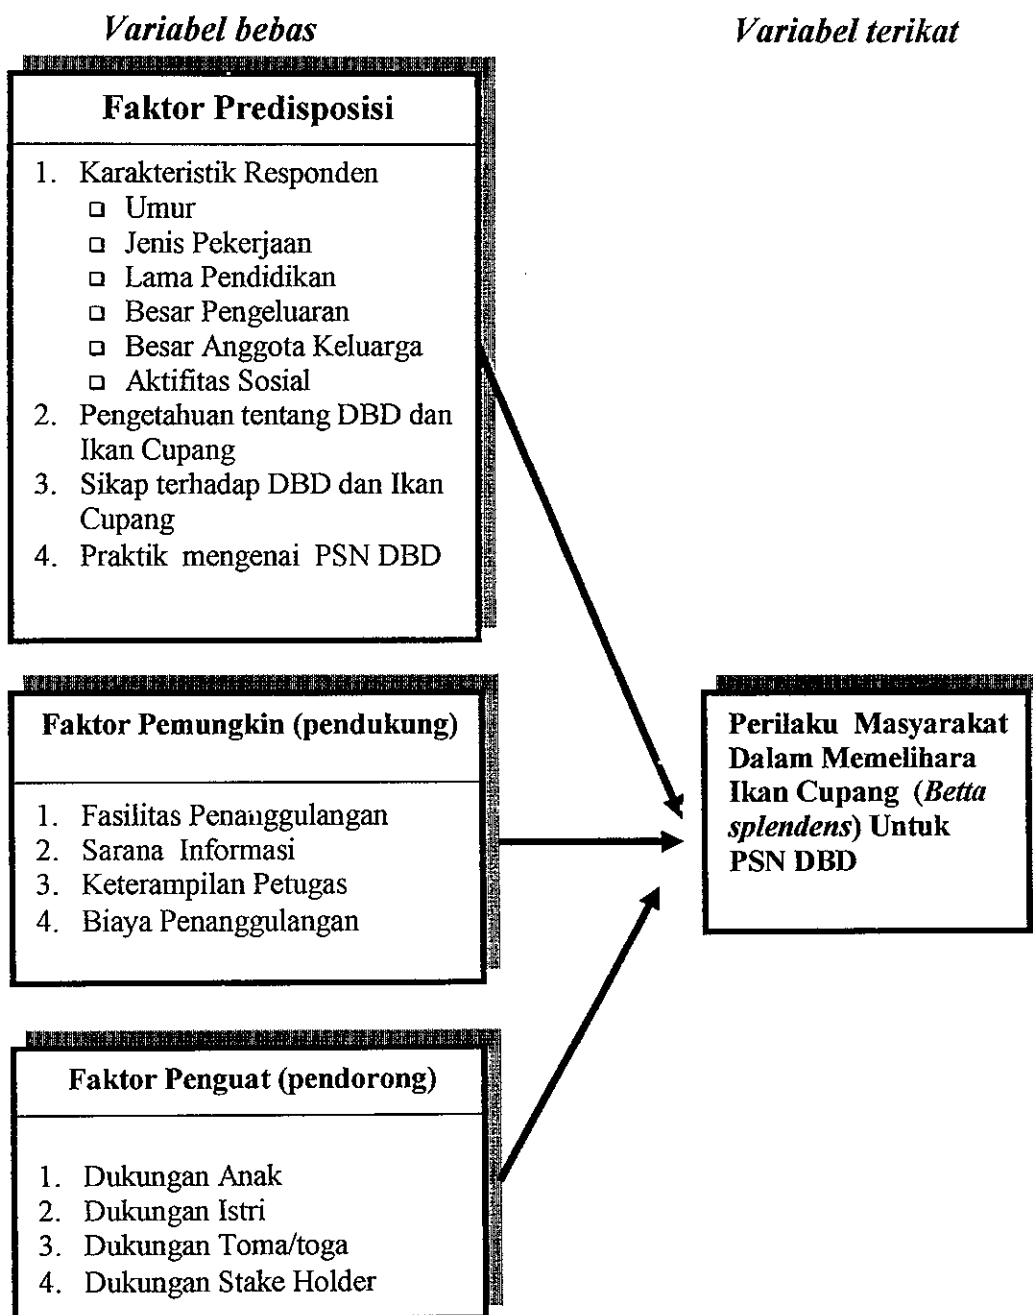 Variabel bebas
Variabel terikat
Faktor Predisposisi
1. Karakteristik Responden
Umur
Jenis Pekerjaan
Lama Pendidikan
Besar Pengeluaran
Besar Anggota Keluarga
Aktifitas Sosial
2. Pengetahuan tentang DBD dan
Ikan Cupang
3. Sikap terhadap DBD dan Ikan
Cupang
4. Praktik mengenai PSN DBD
Faktor Pemungkin (pendukung)
1. Fasilitas Penanggulangan
2. Sarana Informasi
3. Keterampilan Petugas
4. Biaya Penanggulangan
Perilaku Masyarakat
Dalam Memelihara
Ikan Cupang (Betta
splendens) Untuk
PSN DBD
Faktor Penguat (pendorong)
1. Dukungan Anak
2. Dukungan Istri
3. Dukungan Toma/toga
4. Dukungan Stake Holder